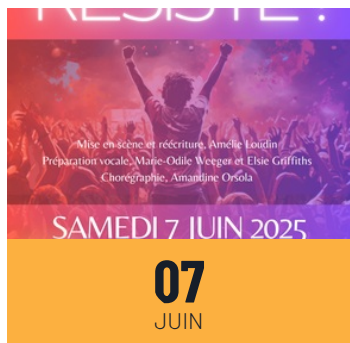 RÉSISTE !
Mise en scène et réécriture, Amélie Loudin
Préparation vocale, Marie-Odile Weeger et Elsie Griffiths
Chorégraphie, Amandine Orsola
SAMEDI 7 JUIN 2025
07
JUIN